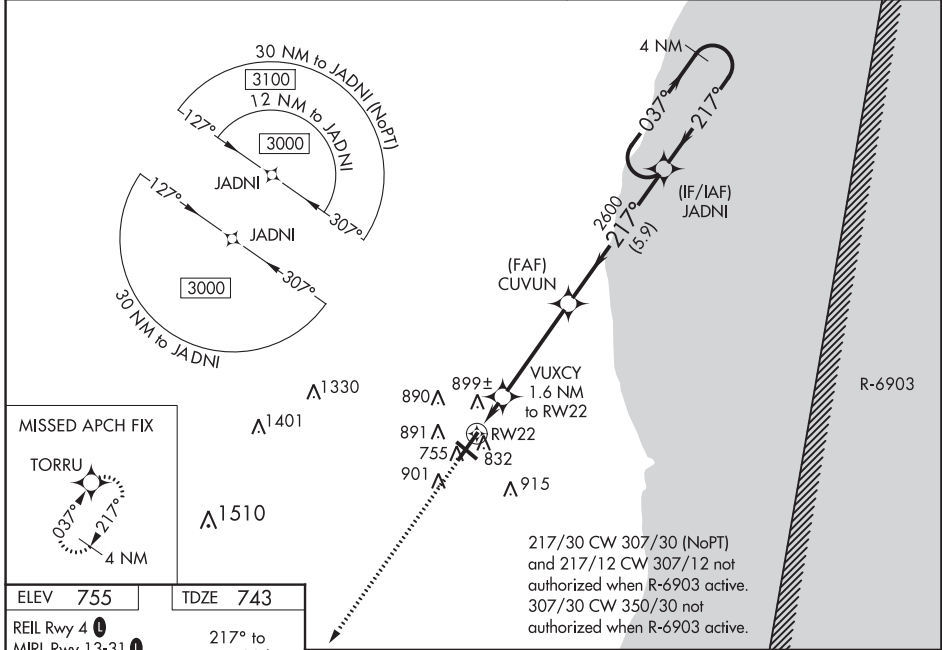 30 NM to JADNI (NoPT)
3100
12 NM to JADNI
3000
127°
JADNI
307°
127°
JADNI
307°
3000
30 NM to JADNI
4 NM
037°
217°
(IF/IAF)
JADNI
2600
217°
(5.9)
(FAF)
CUVUN
VUXCY
1.6 NM
to RW22
R-6903
1330
1401
890
899±
891
RW22
755
832
901
915
1510
MISSED APCH FIX
TORRU
037°
217°
4 NM
217/30 CW 307/30 (NoPT)
and 217/12 CW 307/12 not
authorized when R-6903 active.
307/30 CW 350/30 not
authorized when R-6903 active.
ELEV 755
TDZE 743
REIL Rwy 4 L
MIRL Rwy 13-31 L
217° to